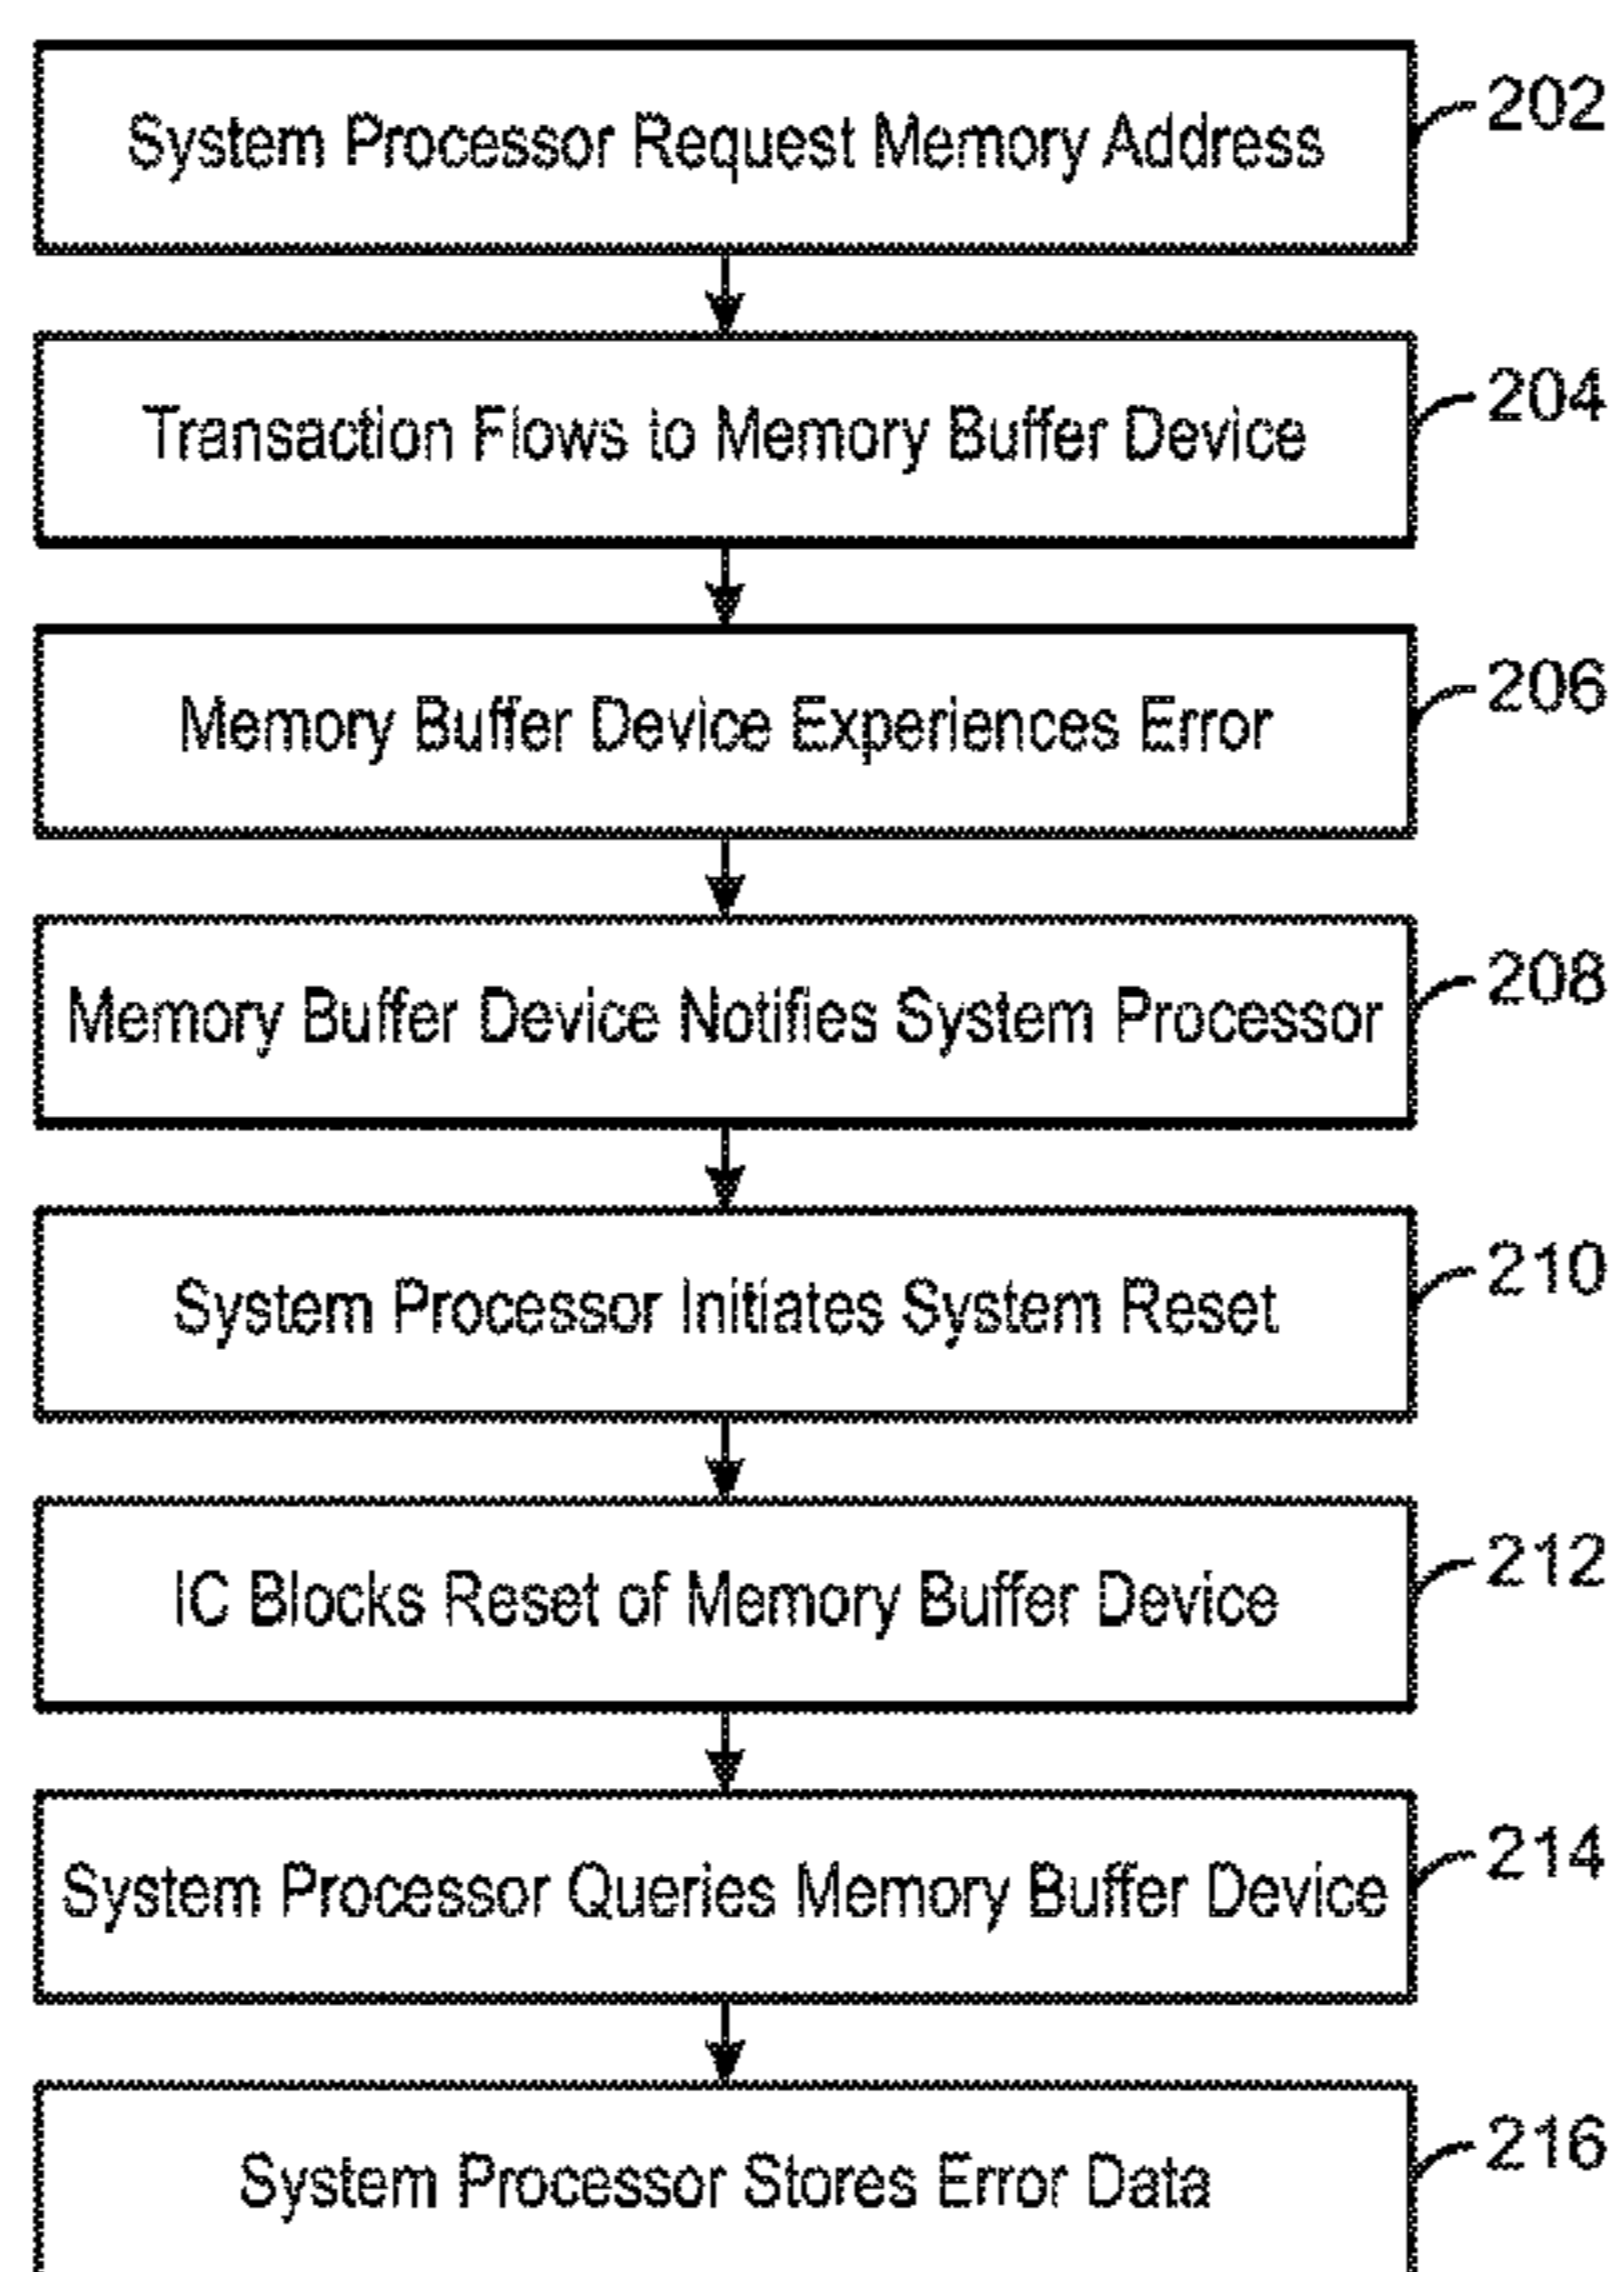 System Processor Request Memory Address
202
Transaction Flows to Memory Buffer Device
204
Memory Buffer Device Experiences Error
206
Memory Buffer Device Notifies System Processor
208
System Processor Initiates System Reset
210
IC Blocks Reset of Memory Buffer Device
212
System Processor Queries Memory Buffer Device
214
System Processor Stores Error Data
216